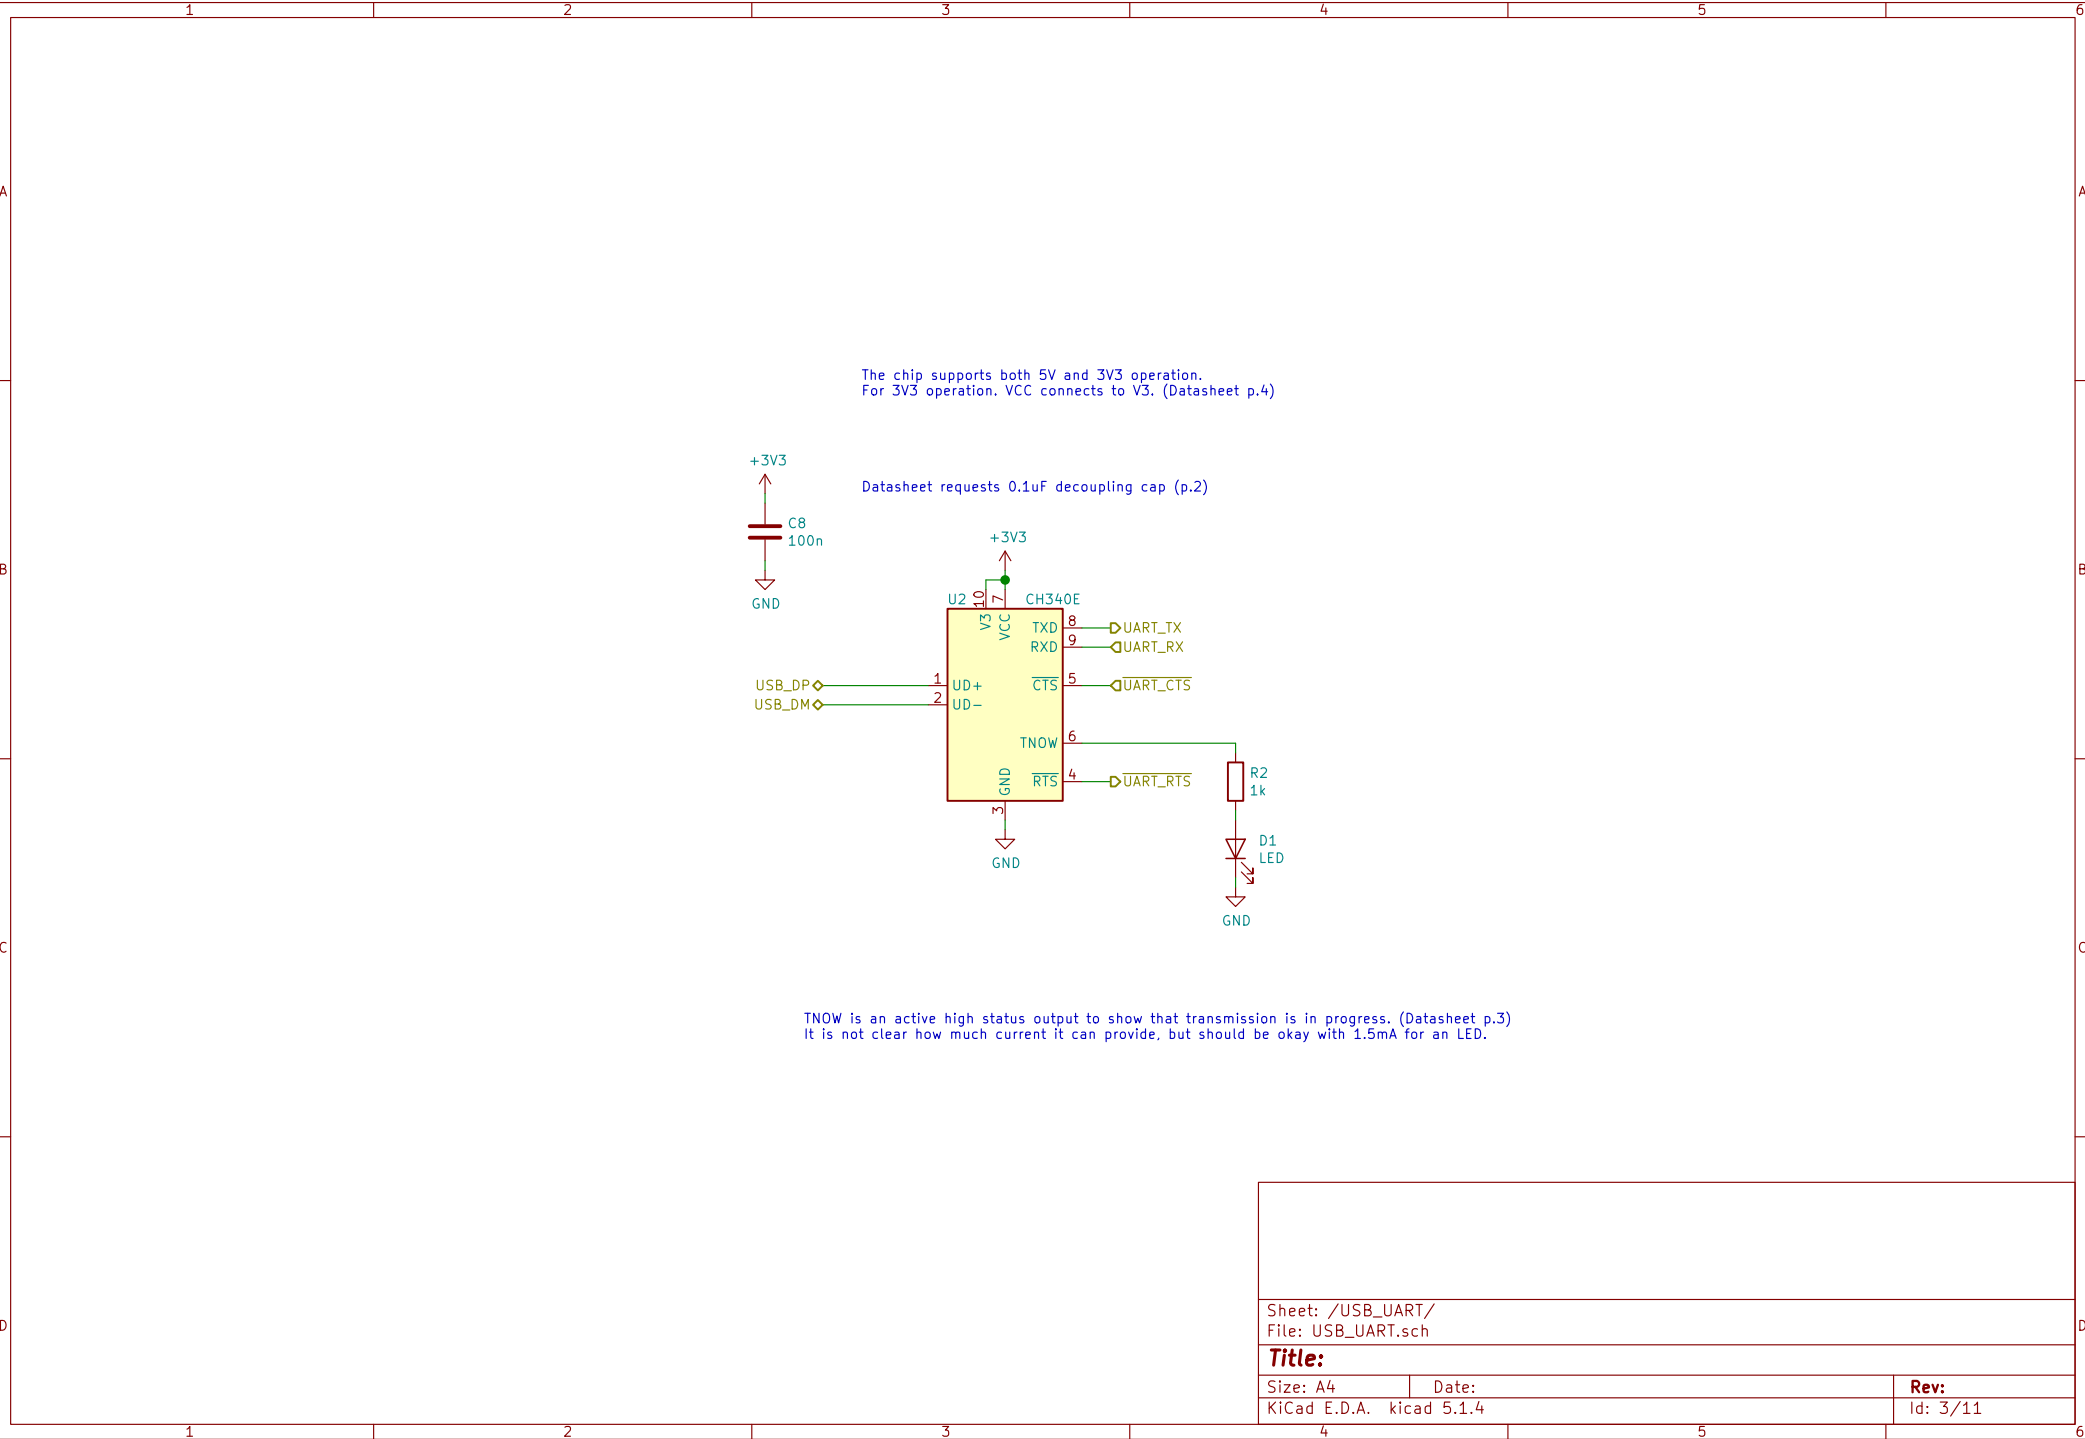 1 2 3 4 5 6
A A
The chip supports both 5V and 3V3 operation.
For 3V3 operation. VCC connects to V3. (Datasheet p.4)
+3V3
Datasheet requests 0.1uF decoupling cap (p.2)
C8
100n
+3V3
B B
GND
U2 10 7 CH340E
V3 VCC
TXD 8 UART_TX
RXD 9 UART_RX
USB_DP 1 UD+ CTS 5 UART_CTS
USB_DM 2 UD-
TNOW 6
R2
1k
GND RTS 4 UART_RTS
3
GND
D1
LED
GND
C C
TNOW is an active high status output to show that transmission is in progress. (Datasheet p.3)
It is not clear how much current it can provide, but should be okay with 1.5mA for an LED.
D D
Sheet: /USB_UART/
File: USB_UART.sch
Title:
Size: A4 Date: Rev:
KiCad E.D.A. kicad 5.1.4 Id: 3/11
1 2 3 4 5 6